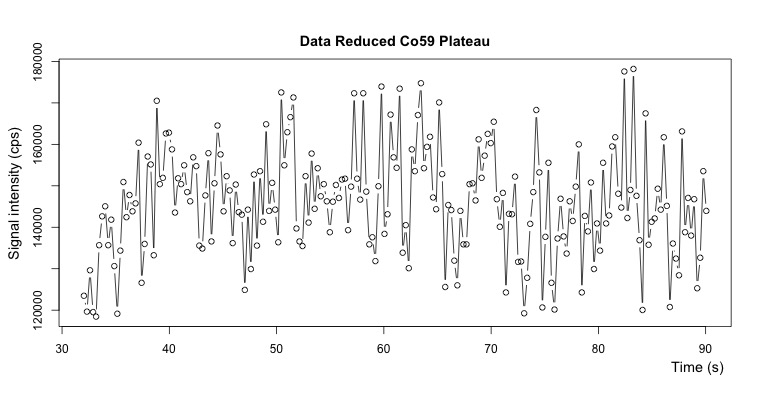 Data Reduced Co59 Plateau
Signal intensity (cps)
180000
160000
140000
120000
30 40 50 60 70 80 90
Time (s)